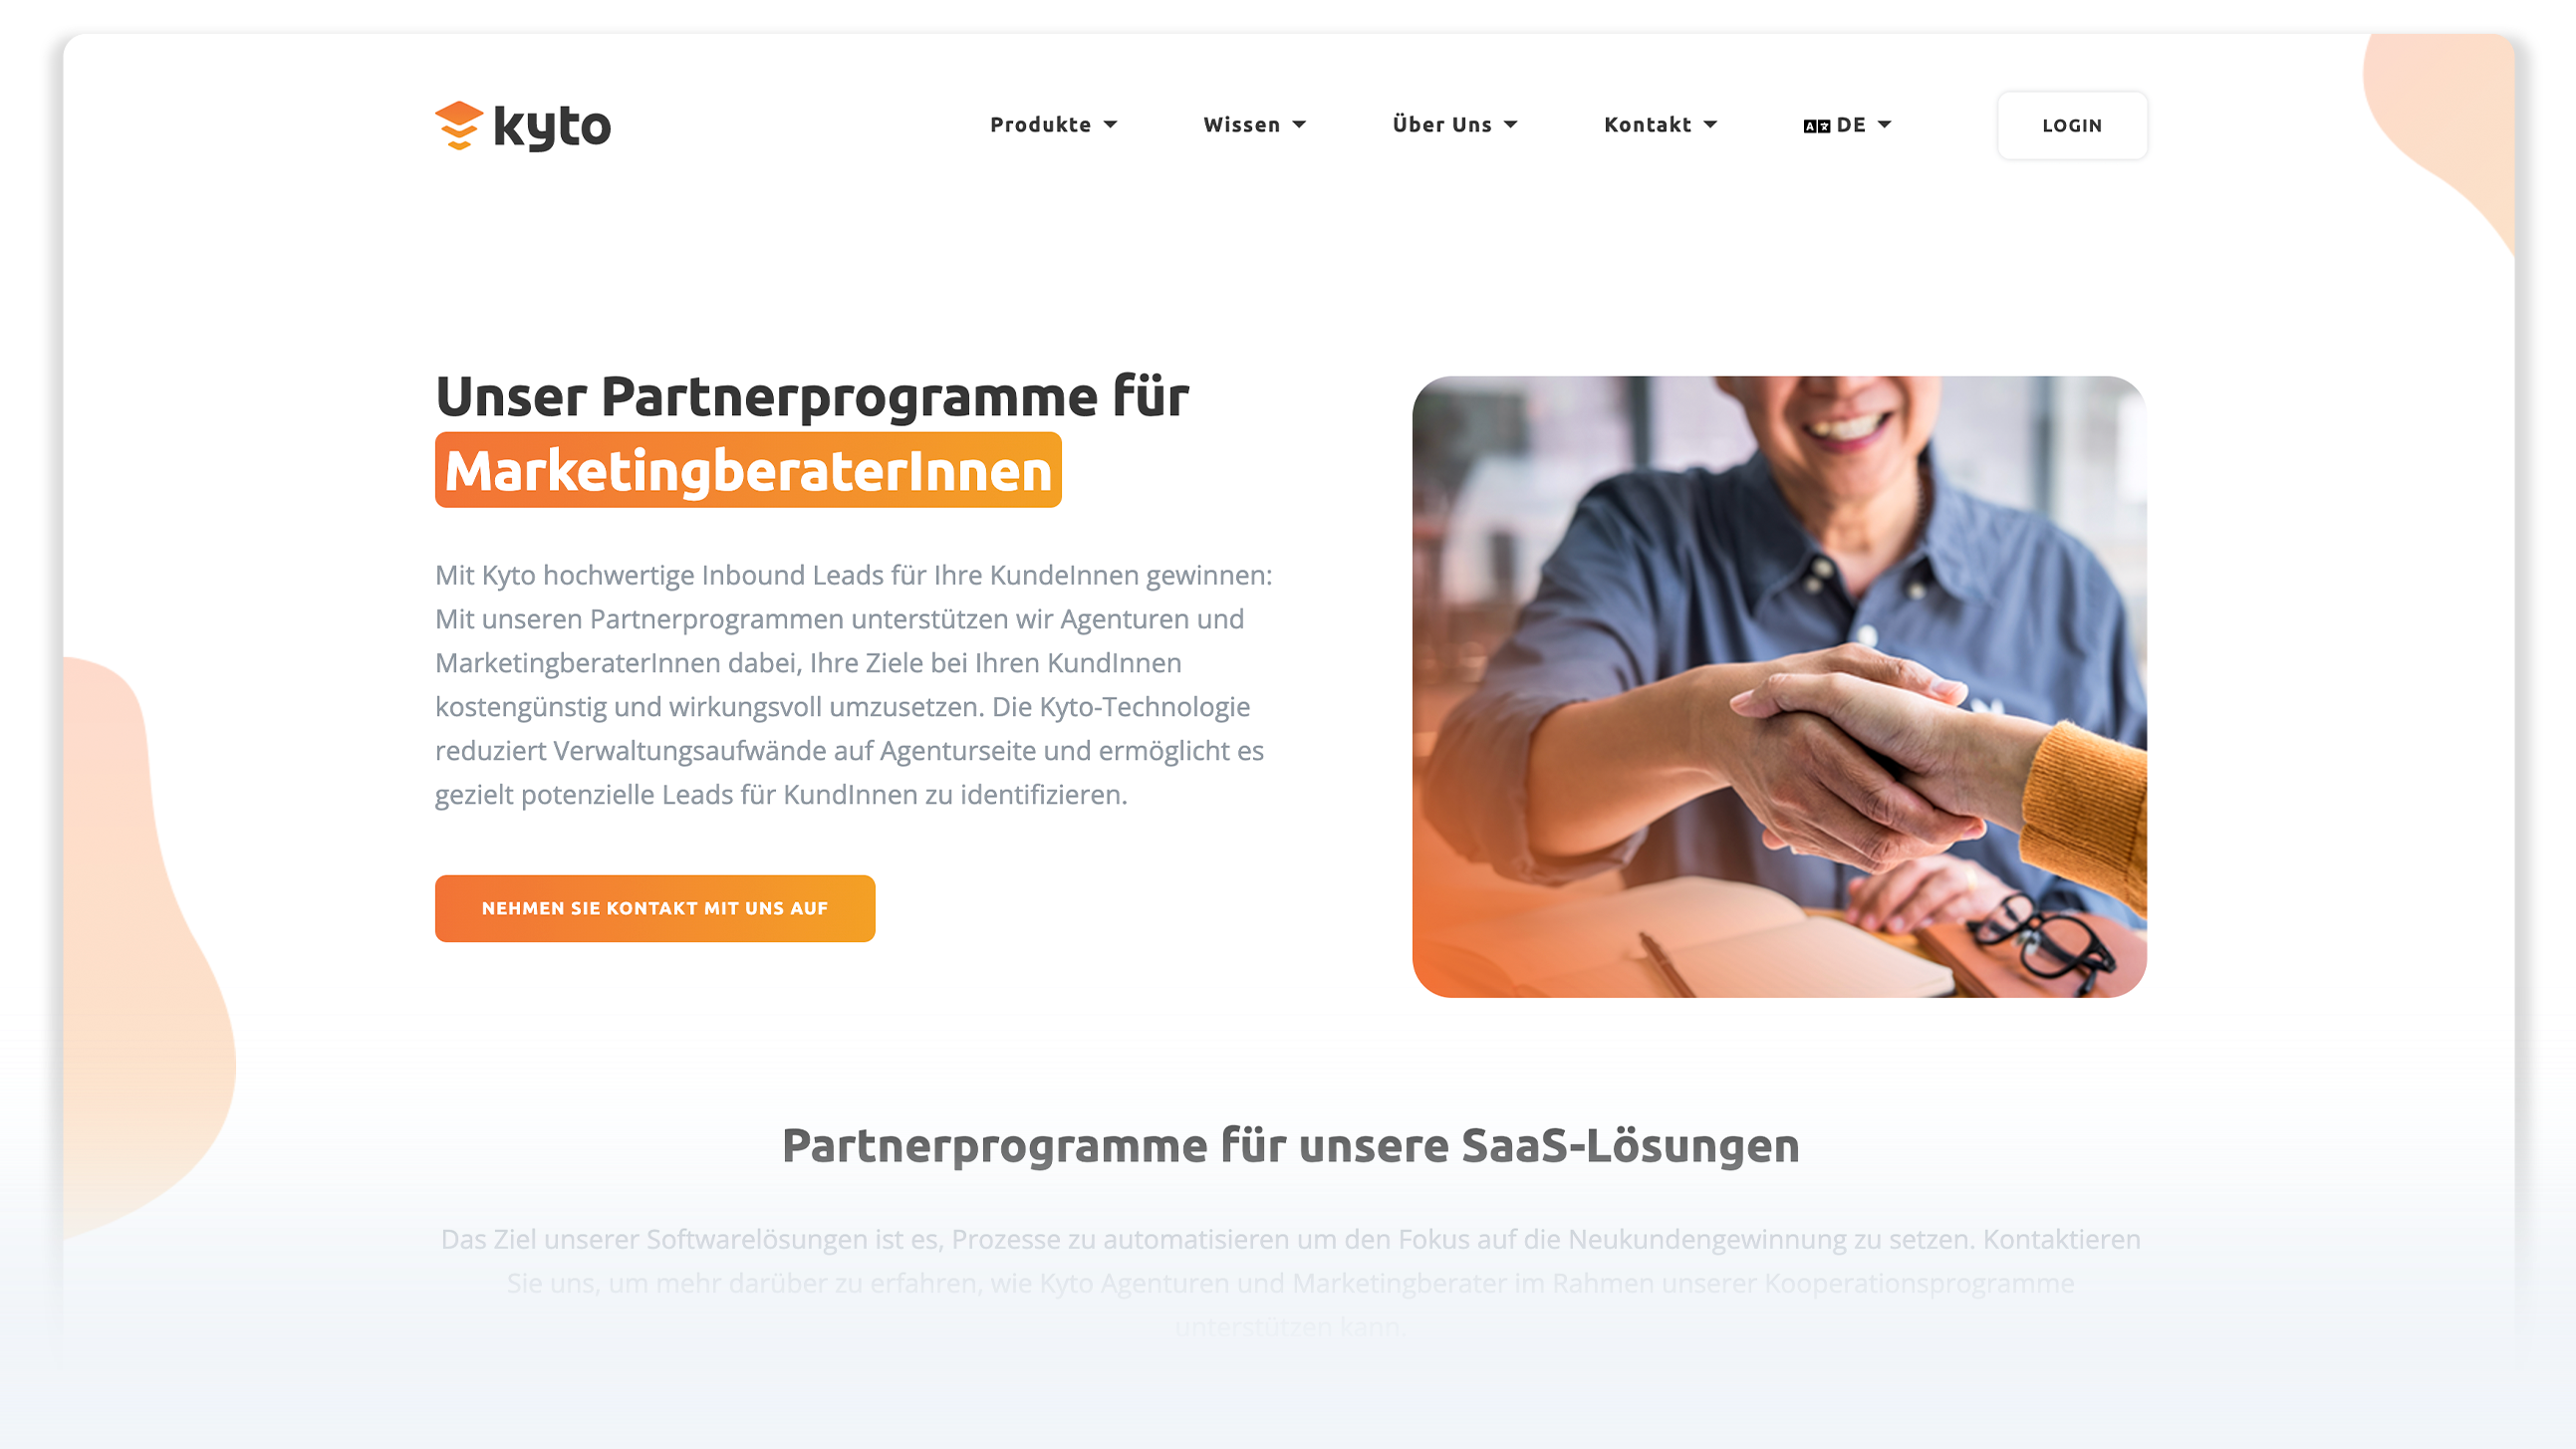 kyto
Produkte
Wissen
Über Uns
Kontakt
DE
LOGIN
Unser Partnerprogramme für
MarketingberaterInnen
Mit Kyto hochwertige Inbound Leads für Ihre KundeInnen gewinnen:
Mit unseren Partnerprogrammen unterstützen wir Agenturen und
MarketingberaterInnen dabei, Ihre Ziele bei Ihren KundInnen
kostengünstig und wirkungsvoll umzusetzen. Die Kyto-Technologie
reduziert Verwaltungsaufwände auf Agenturseite und ermöglicht es
gezielt potenzielle Leads für KundInnen zu identifizieren.
NEHMEN SIE KONTAKT MIT UNS AUF
Partnerprogramme für unsere SaaS-Lösungen
Das Ziel unserer Softwarelösungen ist es, Prozesse zu automatisieren um den Fokus auf die Neukundengewinnung zu setzen. Kontaktieren
Sie uns, um mehr darüber zu erfahren, wie Kyto Agenturen und Marketingberater im Rahmen unserer Kooperationsprogramme
unterstützen kann.